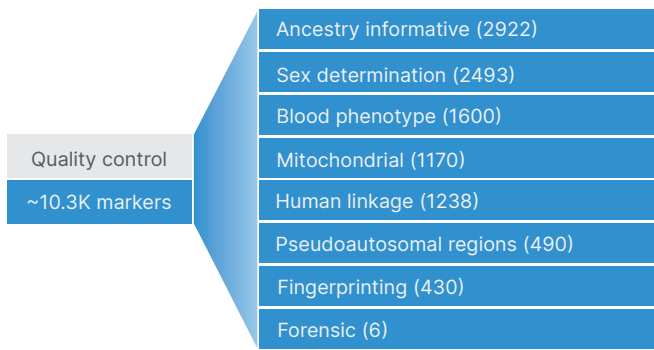 Quality control
~10.3K markers
Ancestry informative (2922)
Sex determination (2493)
Blood phenotype (1600)
Mitochondrial (1170)
Human linkage (1238)
Pseudoautosomal regions (490)
Fingerprinting (430)
Forensic (6)